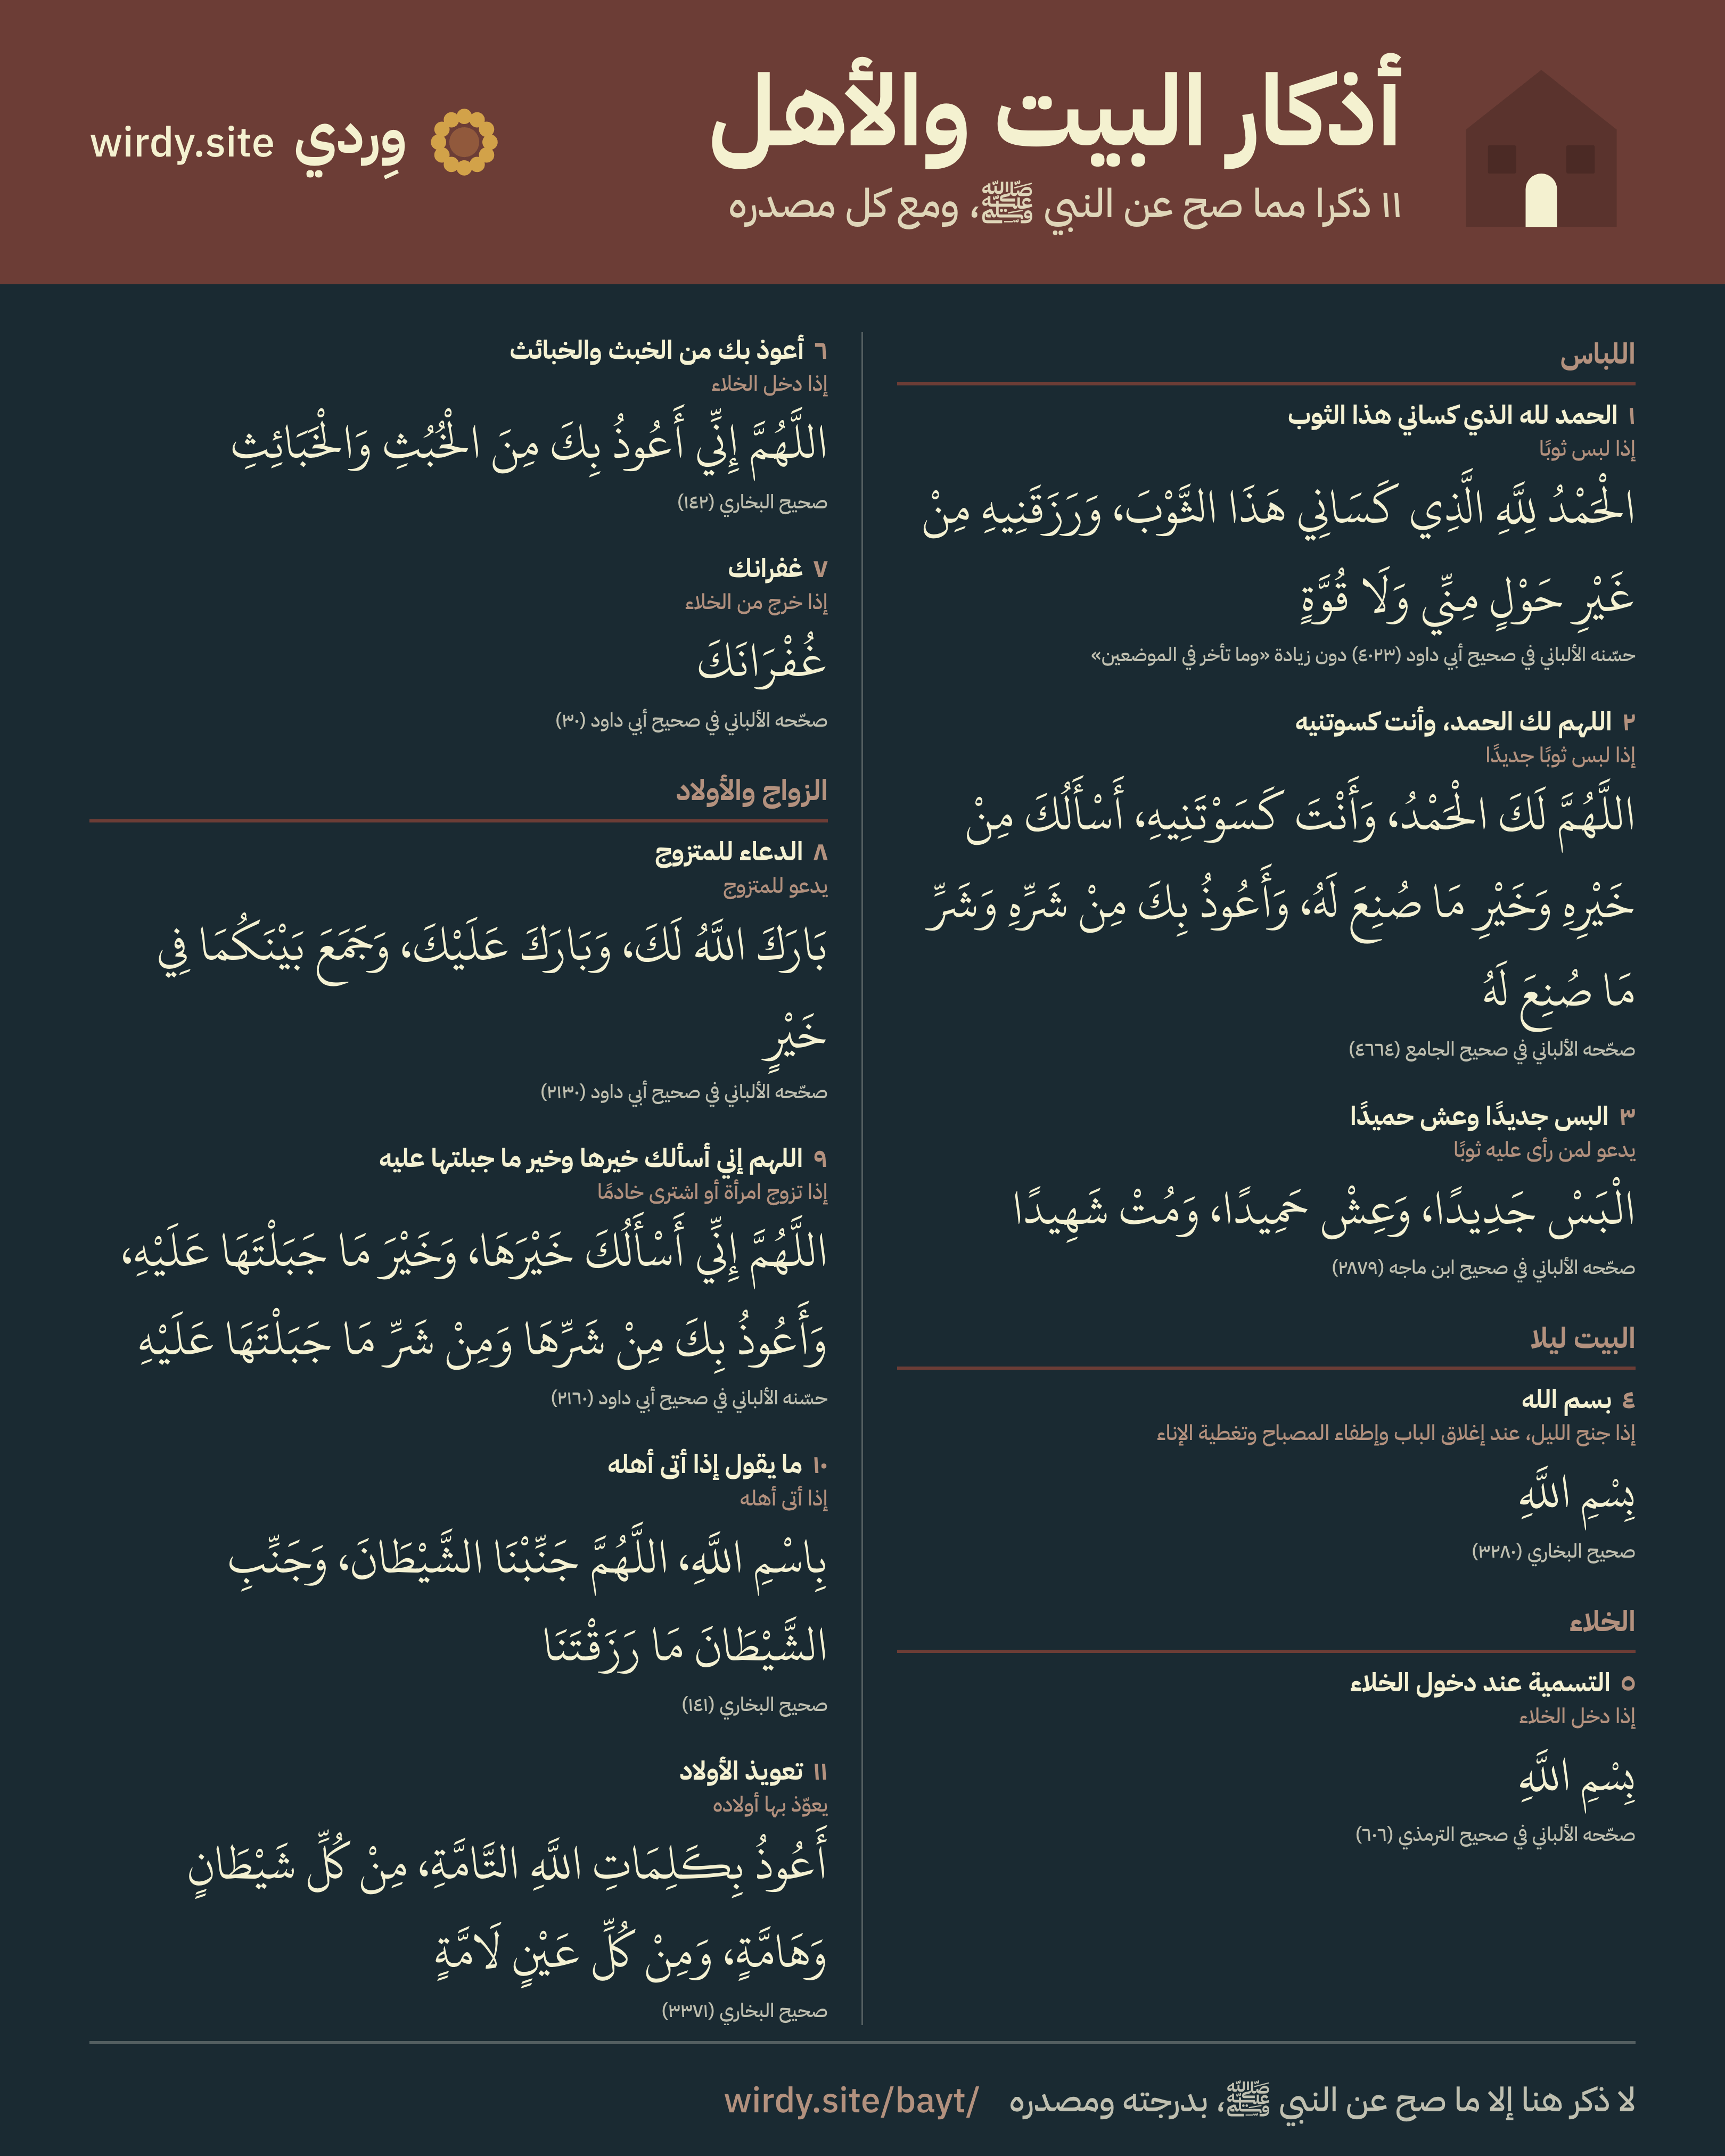 أذكار البيت والأهل
١١ ذكرا مما صح عن النبي ﷺ، ومع كل مصدره
وِردي wirdy.site
اللباس
١ الحمد لله الذي كساني هذا الثوب
إذا لبس ثوبًا
الْحَمْدُ لِلَّهِ الَّذِي كَسَانِي هَذَا الثَّوْبَ، وَرَزَقَنِيهِ مِنْ
غَيْرِ حَوْلٍ مِنِّي وَلَا قُوَّةٍ
حسّنه الألباني في صحيح أبي داود (٤٠٢٣) دون زيادة «وما تأخر في الموضعين»
٢ اللهم لك الحمد، وأنت كسوتنيه
إذا لبس ثوبًا جديدًا
اللَّهُمَّ لَكَ الْحَمْدُ، وَأَنْتَ كَسَوْتَنِيهِ، أَسْأَلُكَ مِنْ
خَيْرِهِ وَخَيْرِ مَا صُنِعَ لَهُ، وَأَعُوذُ بِكَ مِنْ شَرِّهِ وَشَرِّ
مَا صُنِعَ لَهُ
صحّحه الألباني في صحيح الجامع (٤٦٦٤)
٣ البس جديدًا وعش حميدًا
يدعو لمن رأى عليه ثوبًا
الْبَسْ جَدِيدًا، وَعِشْ حَمِيدًا، وَمُتْ شَهِيدًا
صحّحه الألباني في صحيح ابن ماجه (٢٨٧٩)
البيت ليلا
٤ بسم الله
إذا جنح الليل، عند إغلاق الباب وإطفاء المصباح وتغطية الإناء
بِسْمِ اللَّهِ
صحيح البخاري (٣٢٨٠)
الخلاء
٥ التسمية عند دخول الخلاء
إذا دخل الخلاء
بِسْمِ اللَّهِ
صحّحه الألباني في صحيح الترمذي (٦٠٦)
٦ أعوذ بك من الخبث والخبائث
إذا دخل الخلاء
اللَّهُمَّ إِنِّي أَعُوذُ بِكَ مِنَ الْخُبُثِ وَالْخَبَائِثِ
صحيح البخاري (١٤٢)
٧ غفرانك
إذا خرج من الخلاء
غُفْرَانَكَ
صحّحه الألباني في صحيح أبي داود (٣٠)
الزواج والأولاد
٨ الدعاء للمتزوج
يدعو للمتزوج
بَارَكَ اللَّهُ لَكَ، وَبَارَكَ عَلَيْكَ، وَجَمَعَ بَيْنَكُمَا فِي
خَيْرٍ
صحّحه الألباني في صحيح أبي داود (٢١٣٠)
٩ اللهم إني أسألك خيرها وخير ما جبلتها عليه
إذا تزوج امرأة أو اشترى خادمًا
اللَّهُمَّ إِنِّي أَسْأَلُكَ خَيْرَهَا، وَخَيْرَ مَا جَبَلْتَهَا عَلَيْهِ،
وَأَعُوذُ بِكَ مِنْ شَرِّهَا وَمِنْ شَرِّ مَا جَبَلْتَهَا عَلَيْهِ
حسّنه الألباني في صحيح أبي داود (٢١٦٠)
١٠ ما يقول إذا أتى أهله
إذا أتى أهله
بِاسْمِ اللَّهِ، اللَّهُمَّ جَنِّبْنَا الشَّيْطَانَ، وَجَنِّبِ
الشَّيْطَانَ مَا رَزَقْتَنَا
صحيح البخاري (١٤١)
١١ تعويذ الأولاد
يعوّذ بها أولاده
أَعُوذُ بِكَلِمَاتِ اللَّهِ التَّامَّةِ، مِنْ كُلِّ شَيْطَانٍ
وَهَامَّةٍ، وَمِنْ كُلِّ عَيْنٍ لَامَّةٍ
صحيح البخاري (٣٣٧١)
لا ذكر هنا إلا ما صح عن النبي ﷺ، بدرجته ومصدره wirdy.site/bayt/